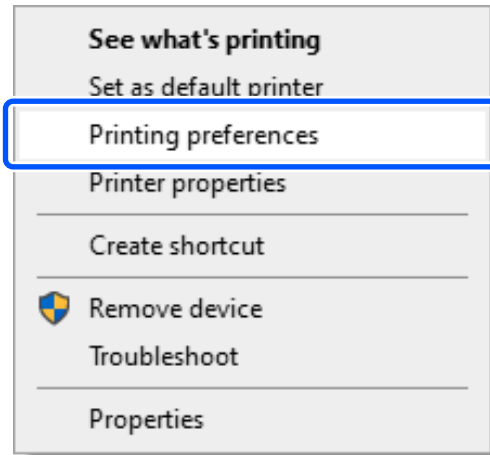 See what's printing
Set as default printer
Printing preferences
Printer properties
Create shortcut
Remove device
Troubleshoot
Properties